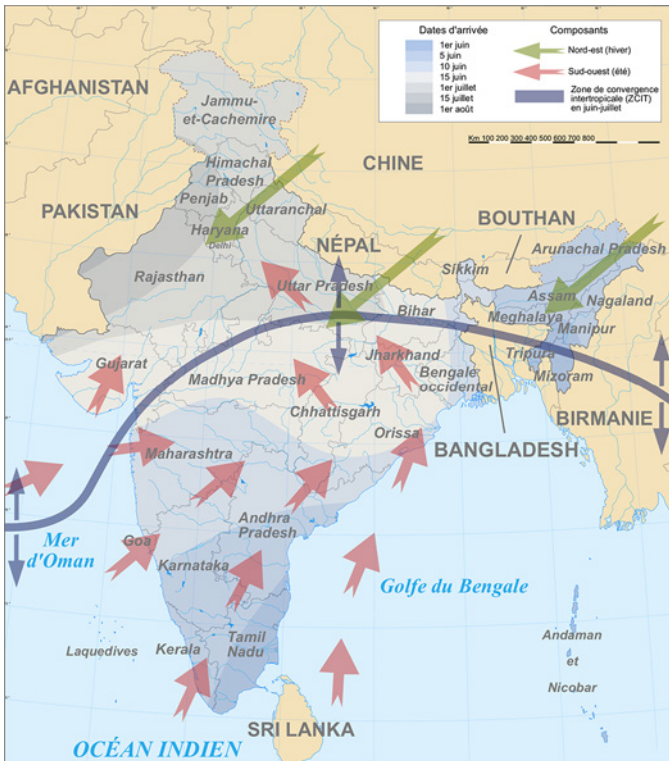 Dates d'arrivée
1er juin
5 juin
10 juin
15 juin
1er juillet
15 juillet
1er août
Composants
Nord-est (hiver)
Sud-ouest (été)
Zone de convergence
intertropicale (ZCIT)
en juin-juillet
Km 100 200 300 400 500 600 700 800
AFGHANISTAN
Jammu-
et-Cachemire
CHINE
Himachal
Pradesh
Penjab
Uttaranchal
PAKISTAN
Haryana
Delhi
NÉPAL
BOUTHAN
Arunachal Pradesh
Sikkim
Rajasthan
Uttar Pradesh
Assam
Nagaland
Bihar
Meghalaya
Manipur
Gujarat
Jharkhand
Tripura
Madhya Pradesh
Bengale
occidental
Mizoram
Chhattisgarh
BIRMANIE
Orissa
BANGLADESH
Maharashtra
Mer
d'Oman
Goa
Andhra
Pradesh
Karnataka
Golfe du Bengale
Laquedives
Kerala
Tamil
Nadu
Andaman
et
Nicobar
SRI LANKA
OCÉAN INDIEN